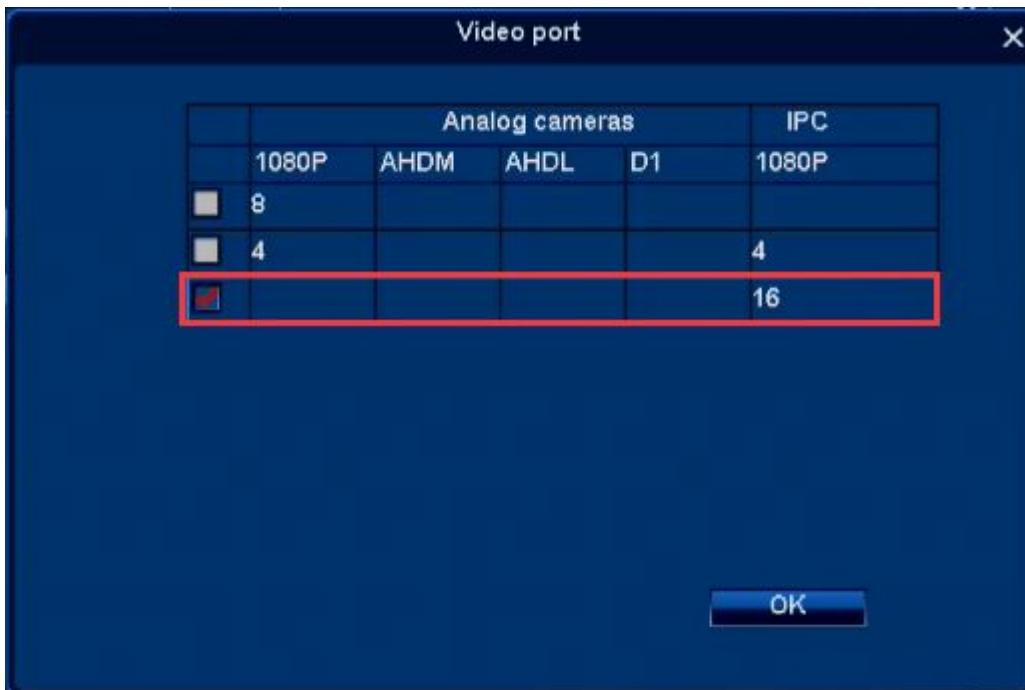 Video port
Analog cameras IPC
1080P AHDM AHDL D1 1080P
8
4 4
16
OK